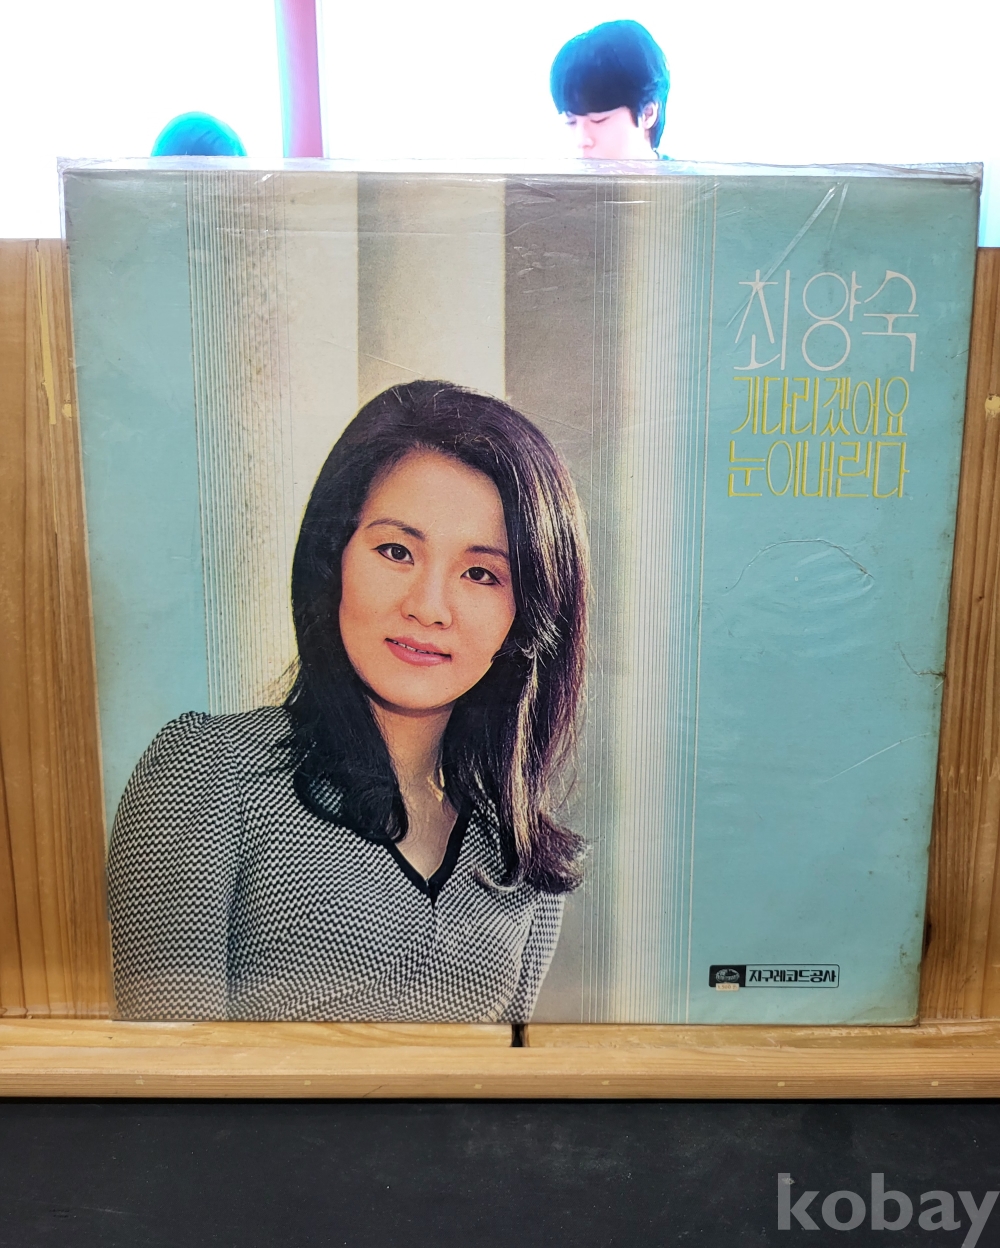 최양숙
기다리겠어요
눈이내린다
지구레코드공사
kobay